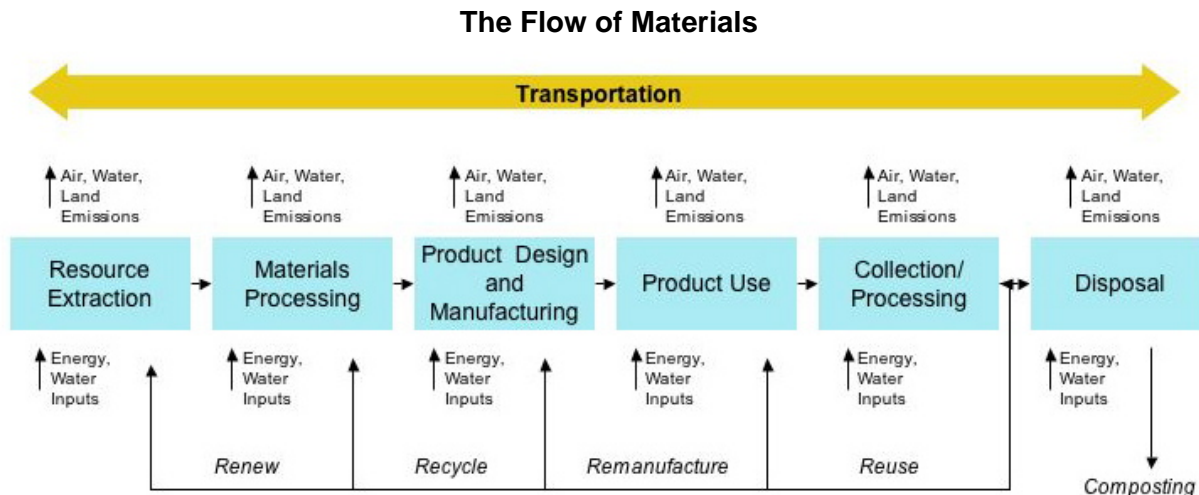 The Flow of Materials
Transportation
Air, Water,
Land
Emissions
Air, Water,
Land
Emissions
Air, Water,
Land
Emissions
Air, Water,
Land
Emissions
Air, Water,
Land
Emissions
Air, Water,
Land
Emissions
Resource
Extraction
Materials
Processing
Product Design
and
Manufacturing
Product Use
Collection/
Processing
Disposal
Energy,
Water
Inputs
Energy,
Water
Inputs
Energy,
Water
Inputs
Energy,
Water
Inputs
Energy,
Water
Inputs
Energy,
Water
Inputs
Renew
Recycle
Remanufacture
Reuse
Composting